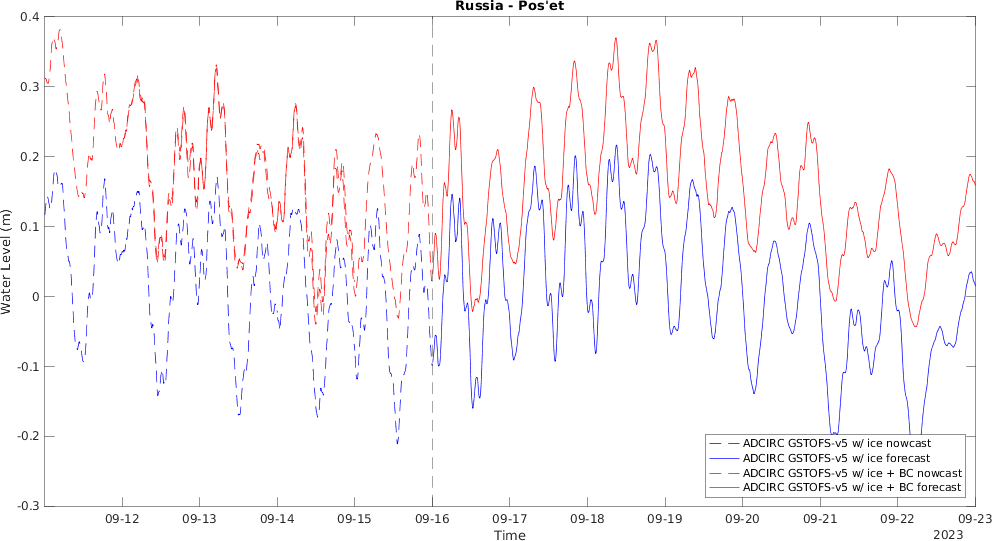 Russia - Pos'et
0.4
0.3
0.2
0.1
0
-0.1
-0.2
-0.3
Water Level (m)
ADCIRC GSTOFS-v5 w/ ice nowcast
ADCIRC GSTOFS-v5 w/ ice forecast
ADCIRC GSTOFS-v5 w/ ice + BC nowcast
ADCIRC GSTOFS-v5 w/ ice + BC forecast
09-12 09-13 09-14 09-15 09-16 09-17 09-18 09-19 09-20 09-21 09-22 09-23
Time
2023